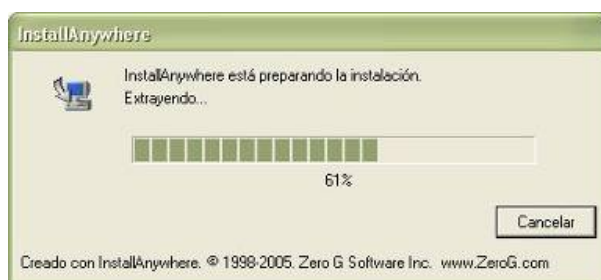 InstallAnywhere
InstallAnywhere está preparando la instalación.
Extrayendo...
61%
Cancelar
Creado con InstallAnywhere. © 1998-2005. Zero G Software Inc. www.ZeroG.com